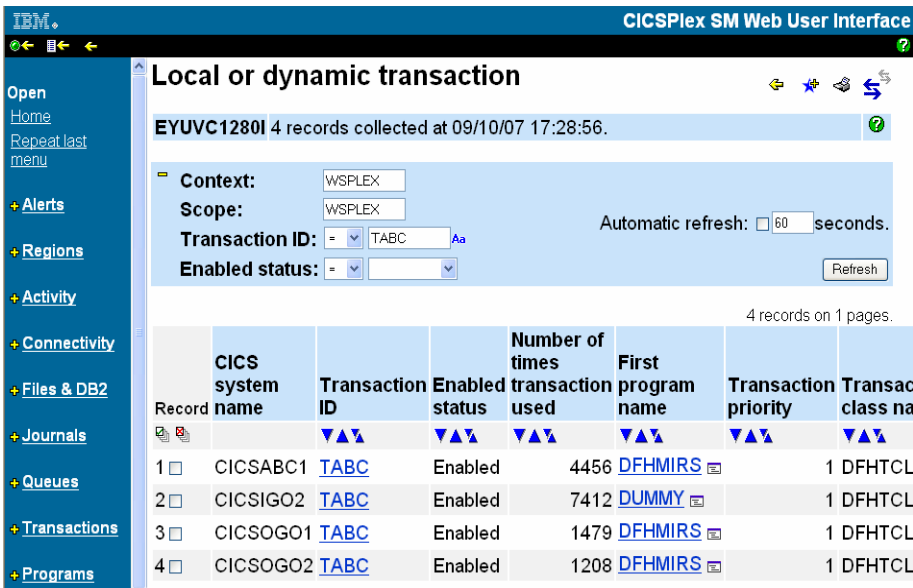 IBM.
CICSPlex SM Web User Interface
Open
Home
Repeat last
menu
Alerts
Regions
Activity
Connectivity
Files & DB2
Journals
Queues
Transactions
Programs
Local or dynamic transaction
EYUVC1280I 4 records collected at 09/10/07 17:28:56.
Context: WSPLEX
Scope: WSPLEX
Transaction ID: = TABC Aa
Enabled status: =
Automatic refresh: 60 seconds.
Refresh
4 records on 1 pages.
Record CICS system name Transaction ID Enabled status Number of times transaction used First program name Transaction priority Transac class na
1 CICSABC1 TABC Enabled 4456 DFHMIRS 1 DFHTCL
2 CICSIGO2 TABC Enabled 7412 DUMMY 1 DFHTCL
3 CICSOGO1 TABC Enabled 1479 DFHMIRS 1 DFHTCL
4 CICSOGO2 TABC Enabled 1208 DFHMIRS 1 DFHTCL